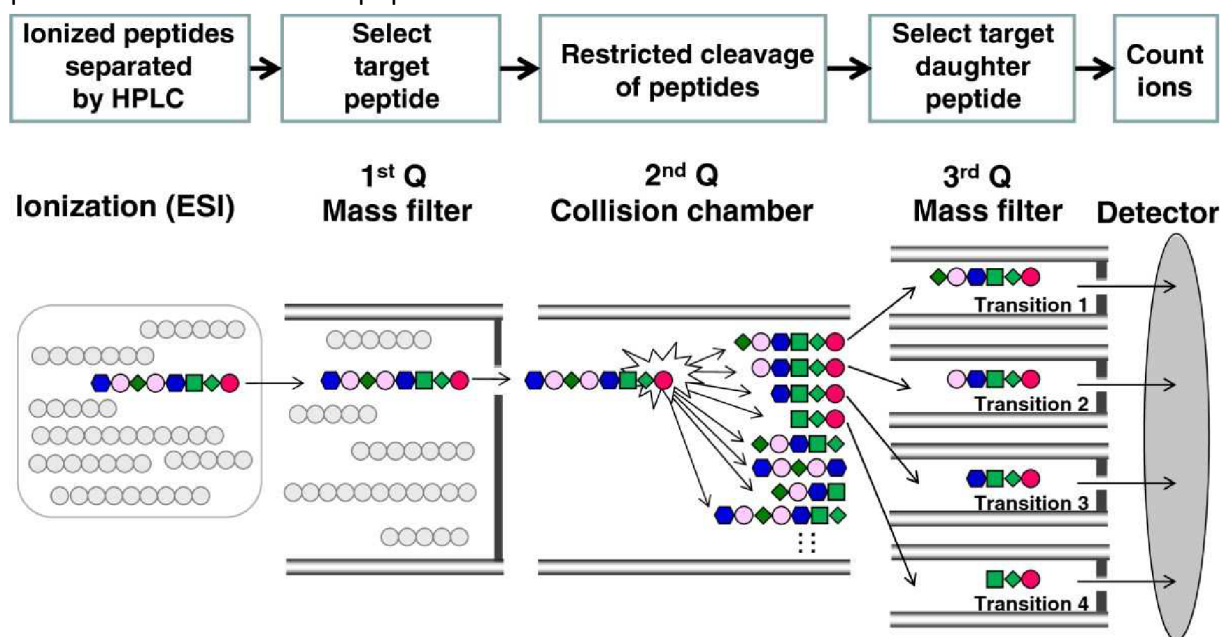 Ionized peptides
separated
by HPLC
Select
target
peptide
Restricted cleavage
of peptides
Select target
daughter
peptide
Count
ions
Ionization (ESI)
1st Q
Mass filter
2nd Q
Collision chamber
3rd Q
Mass filter
Detector
Transition 1
Transition 2
Transition 3
Transition 4